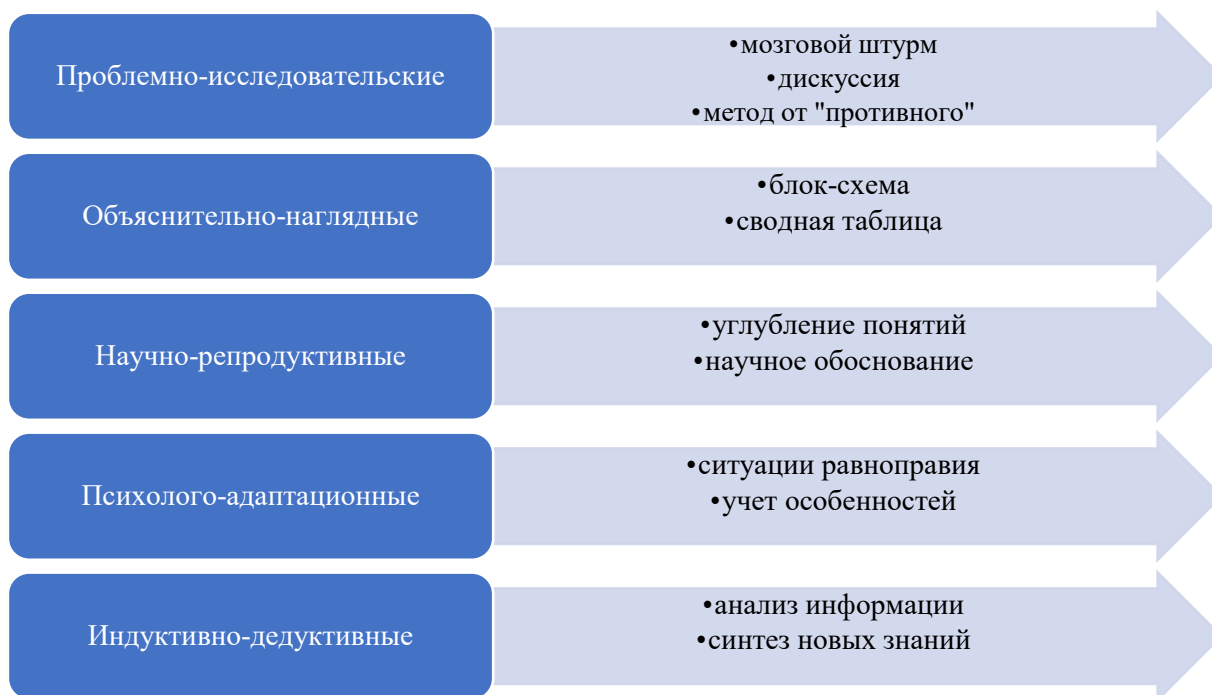 Проблемно-исследовательские
•мозговой штурм
•дискуссия
•метод от "противного"
Объяснительно-наглядные
•блок-схема
•сводная таблица
Научно-репродуктивные
•углубление понятий
•научное обоснование
Психолого-адаптационные
•ситуации равноправия
•учет особенностей
Индуктивно-дедуктивные
•анализ информации
•синтез новых знаний